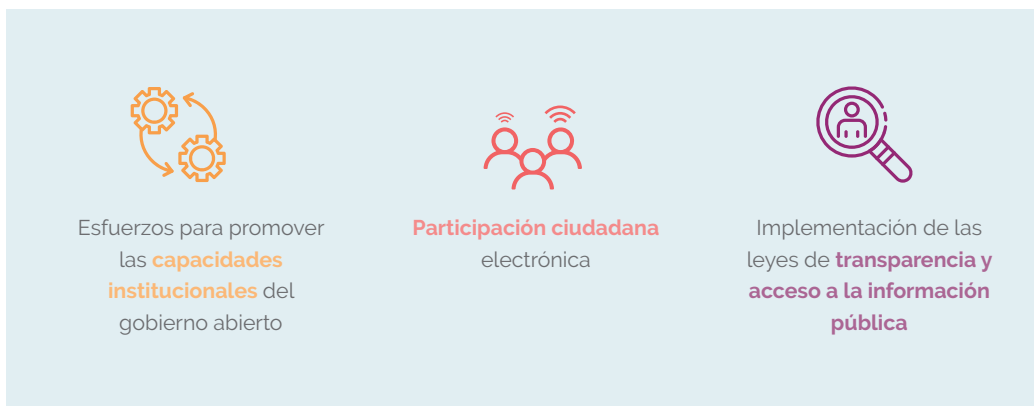 Esfuerzos para promover
las capacidades
institucionales del
gobierno abierto
Participación ciudadana
electrónica
Implementación de las
leyes de transparencia y
acceso a la información
pública